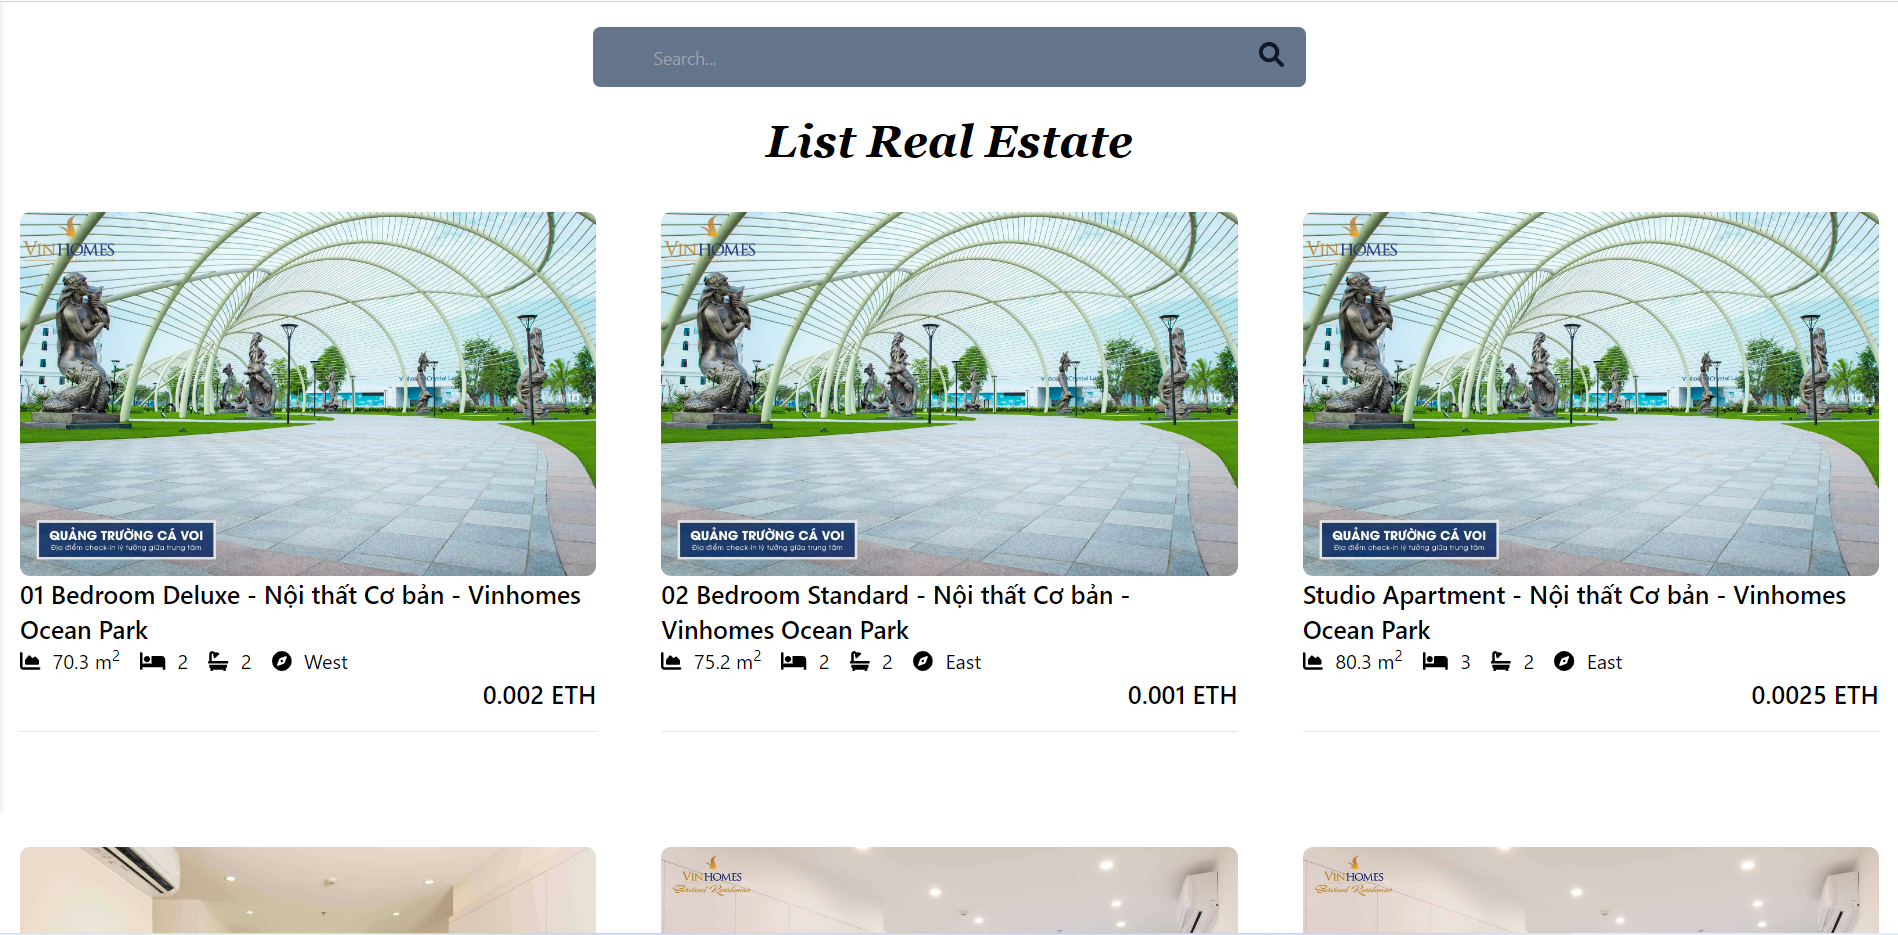 Search...
List Real Estate
VINHOMES
VINHOMES
VINHOMES
QUẢNG TRƯỜNG CÁ VOI
Địa điểm check-in lý tưởng giữa trung tâm
QUẢNG TRƯỜNG CÁ VOI
Địa điểm check-in lý tưởng giữa trung tâm
QUẢNG TRƯỜNG CÁ VOI
Địa điểm check-in lý tưởng giữa trung tâm
01 Bedroom Deluxe - Nội thất Cơ bản - Vinhomes
Ocean Park
70.3 m² 2 2 West
0.002 ETH
02 Bedroom Standard - Nội thất Cơ bản -
Vinhomes Ocean Park
75.2 m² 2 2 East
0.001 ETH
Studio Apartment - Nội thất Cơ bản - Vinhomes
Ocean Park
80.3 m² 3 2 East
0.0025 ETH
VINHOMES
Serviced Residences
VINHOMES
Serviced Residences